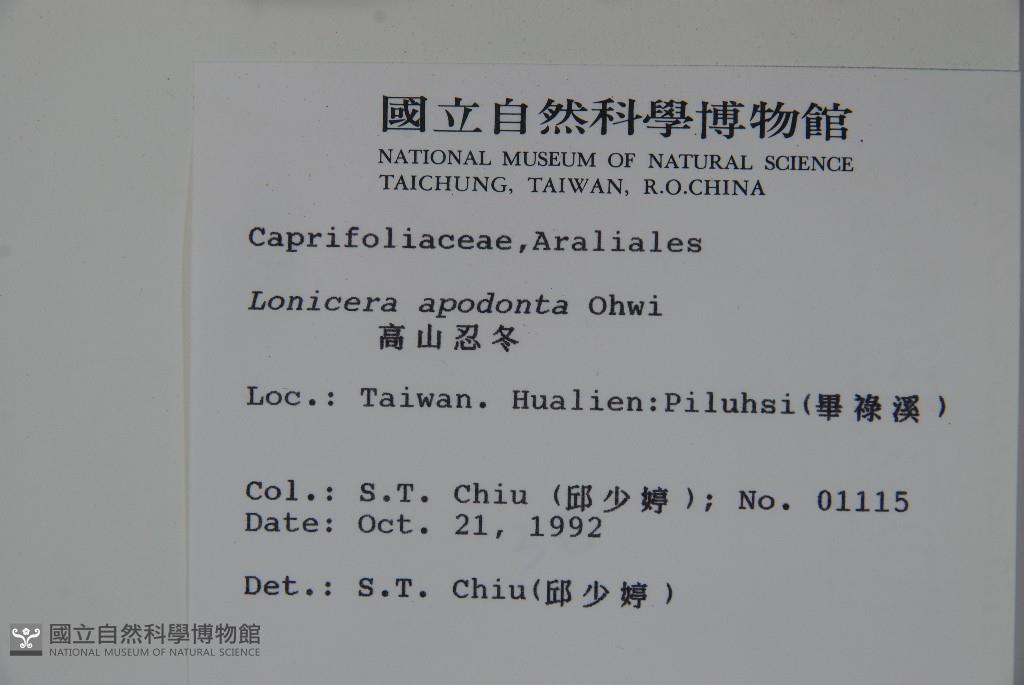 國立自然科學博物館
NATIONAL MUSEUM OF NATURAL SCIENCE
TAICHUNG, TAIWAN, R.O.CHINA
Caprifoliaceae,Araliales
Lonicera apodonta Ohwi
高山忍冬
Loc.: Taiwan. Hualien:Piluhsi(畢祿溪)
Col.: S.T. Chiu (邱少婷); No. 01115
Date: Oct. 21, 1992
Det.: S.T. Chiu(邱少婷)
國立自然科學博物館
NATIONAL MUSEUM OF NATURAL SCIENCE